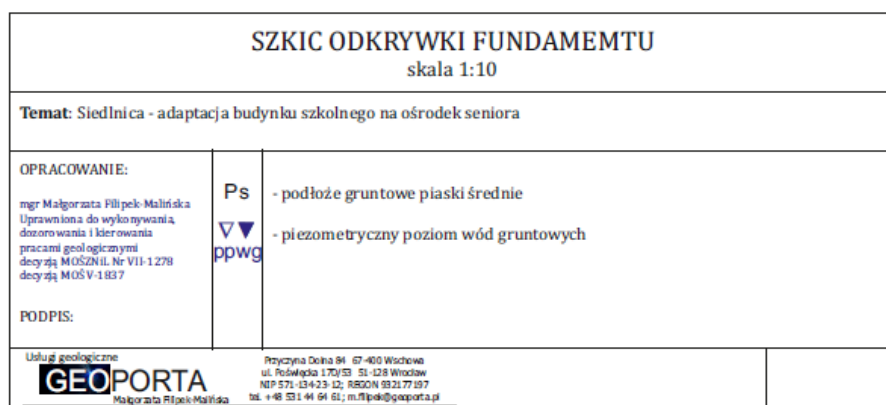 SZKIC ODKRYWKI FUNDAMEMTU
skala 1:10
Temat: Siedlnica - adaptacja budynku szkolnego na ośrodek seniora
OPRACOWANIE:
mgr Małgorzata Filipek-Malińska
Uprawniona do wykonywania,
dozorowania i kierowania
pracami geologicznymi
decyzją MOŚZNiL Nr VII-1278
decyzją MOŚ V-1837
PODPIS:
Ps - podłoże gruntowe piaski średnie
ppwg - piezometryczny poziom wód gruntowych
Usługi geologiczne
GEOPORTA
Małgorzata Filipek-Malińska
Przyczyna Dolna 84 67-400 Wschowa
ul. Poświęcka 17D/53 51-128 Wrocław
NIP 571-134-23-12; REGON 932177197
tel. +48 531 44 64 61; m.filipek@geoporta.pl